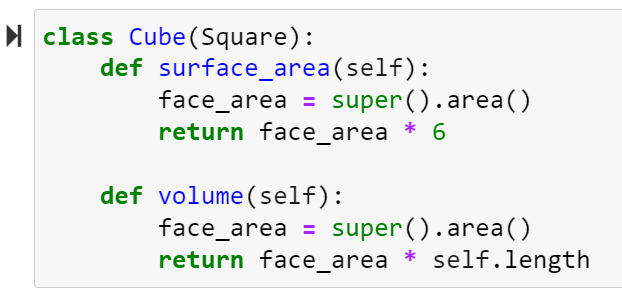 class Cube(Square):
    def surface_area(self):
        face_area = super().area()
        return face_area * 6

    def volume(self):
        face_area = super().area()
        return face_area * self.length